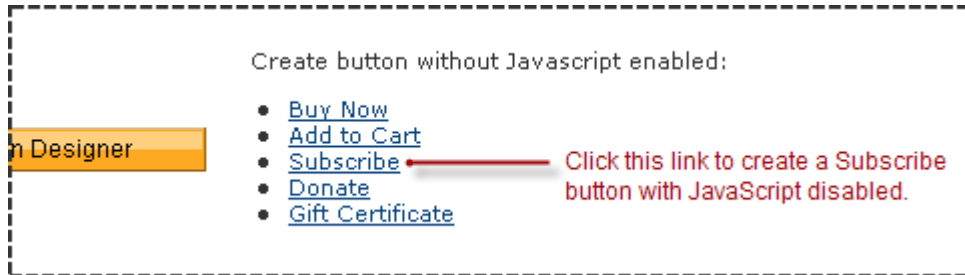 Create button without Javascript enabled:
Buy Now
Add to Cart
n Designer
Subscribe
Click this link to create a Subscribe
button with JavaScript disabled.
Donate
Gift Certificate